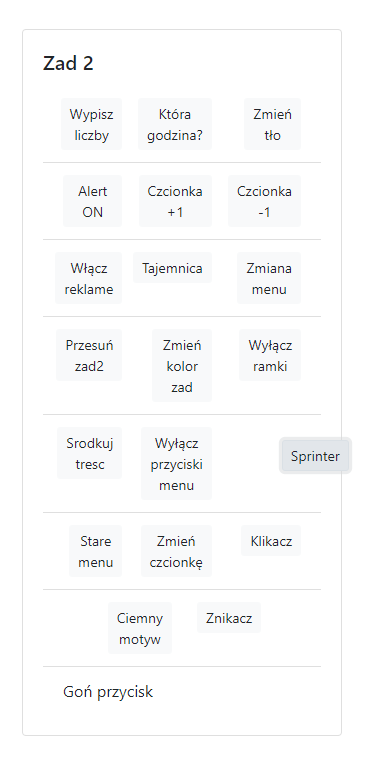 Zad 2
Wypisz Która Zmień
liczby godzina? tło
Alert Czcionka Czcionka
ON +1 -1
Włącz Tajemnica Zmiana
reklame menu
Przesuń Zmień Wyłącz
zad2 kolor ramki
zad
Srodkuj Wyłącz Sprinter
tresc przyciski
menu
Stare Zmień Klikacz
menu czcionkę
Ciemny Znikacz
motyw
Goń przycisk